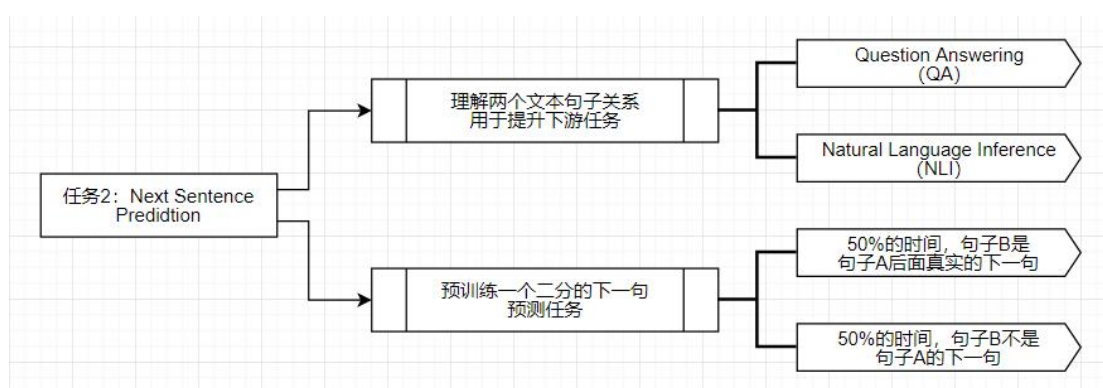 任务2：Next Sentence
Predidtion
理解两个文本句子关系
用于提升下游任务
Question Answering
(QA)
Natural Language Inference
(NLI)
预训练一个二分的下一句
预测任务
50%的时间，句子B是
句子A后面真实的下一句
50%的时间，句子B不是
句子A的下一句